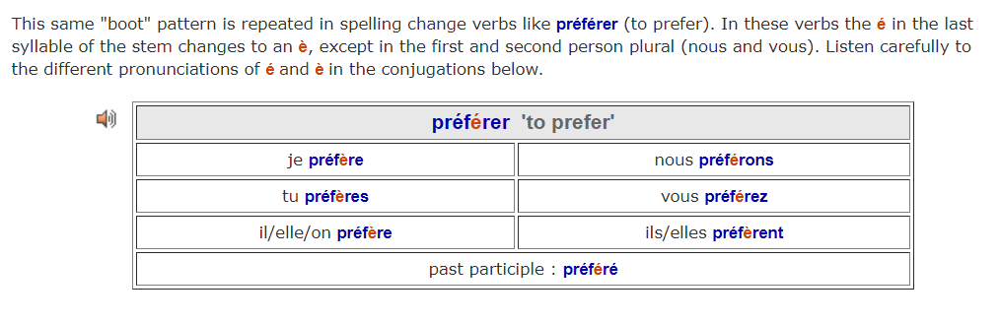 This same "boot" pattern is repeated in spelling change verbs like préférer (to prefer). In these verbs the é in the last
syllable of the stem changes to an è, except in the first and second person plural (nous and vous). Listen carefully to
the different pronunciations of é and è in the conjugations below.
préférer 'to prefer'
je préfère nous préférons
tu préfères vous préférez
il/elle/on préfère ils/elles préfèrent
past participle : préféré